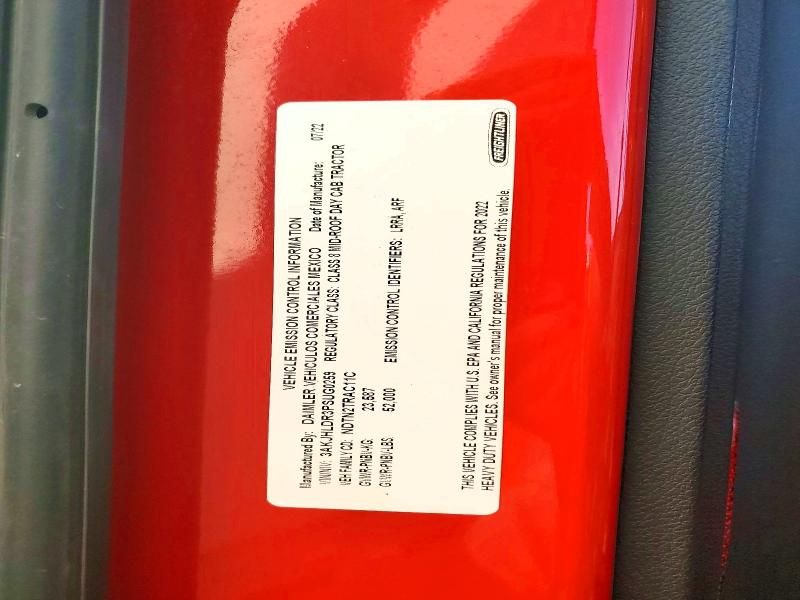 VEHICLE EMISSION CONTROL INFORMATION
Manufactured By: DAIMLER VEHICULOS COMERCIALES MEXICO Date of Manufacture: 07/22
3AKJHLDR3PSUG0259 REGULATORY CLASS: CLASS 8 MID-ROOF DAY CAB TRACTOR
VEH FAMILY CO: NDTN2TRAC11C
GVWR-PNBV-KG: 23,587
GVWR-PNBV-LBS 52,000 EMISSION CONTROL IDENTIFIERS: LRRA, ARF
THIS VEHICLE COMPLIES WITH U.S. EPA AND CALIFORNIA REGULATIONS FOR 2022
HEAVY DUTY VEHICLES. See owner's manual for proper maintenance of this vehicle.
FREIGHTLINER